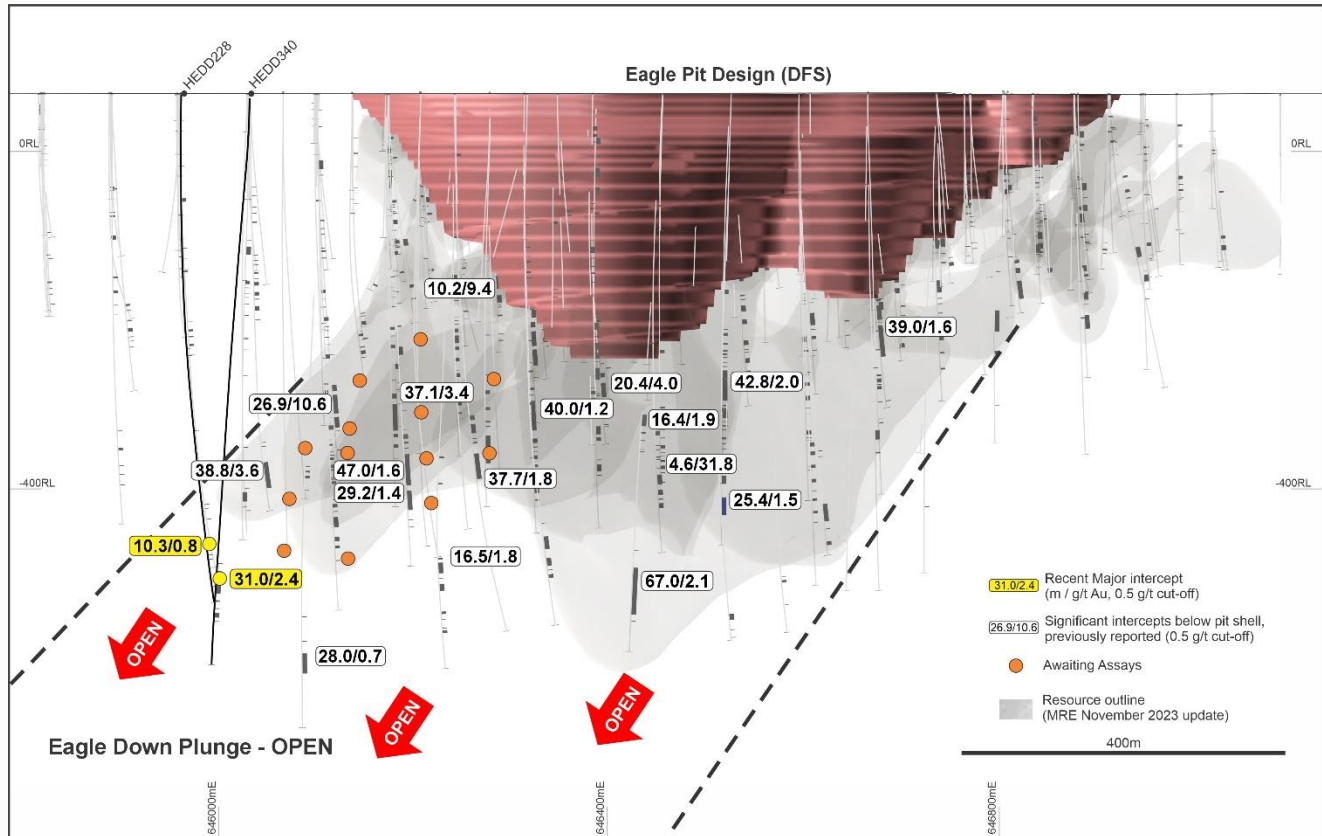 HEDD228
HEDD340
Eagle Pit Design (DFS)
0RL
0RL
10.2/9.4
39.0/1.6
20.4/4.0
42.8/2.0
37.1/3.4
26.9/10.6
40.0/1.2
16.4/1.9
4.6/31.8
38.8/3.6
47.0/1.6
37.7/1.8
29.2/1.4
-400RL
-400RL
25.4/1.5
10.3/0.8
16.5/1.8
31.0/2.4
67.0/2.1
28.0/0.7
OPEN
OPEN
OPEN
Eagle Down Plunge - OPEN
31.0/2.4
Recent Major intercept
(m / g/t Au, 0.5 g/t cut-off)
26.9/10.6
Significant intercepts below pit shell,
previously reported (0.5 g/t cut-off)
Awaiting Assays
Resource outline
(MRE November 2023 update)
400m
646000mE
646400mE
646800mE